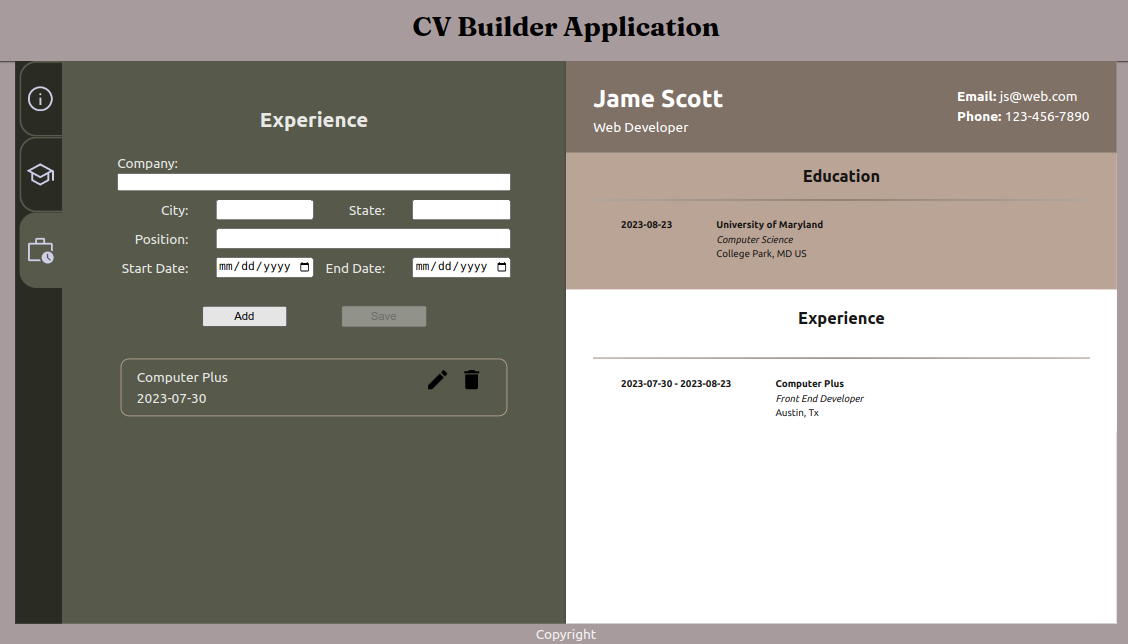 CV Builder Application
Experience
Company:
City:
State:
Position:
Start Date: mm/dd/yyyy
End Date: mm/dd/yyyy
Add
Save
Computer Plus
2023-07-30
Jame Scott
Web Developer
Email: js@web.com
Phone: 123-456-7890
Education
2023-08-23
University of Maryland
Computer Science
College Park, MD US
Experience
2023-07-30 - 2023-08-23
Computer Plus
Front End Developer
Austin, Tx
Copyright